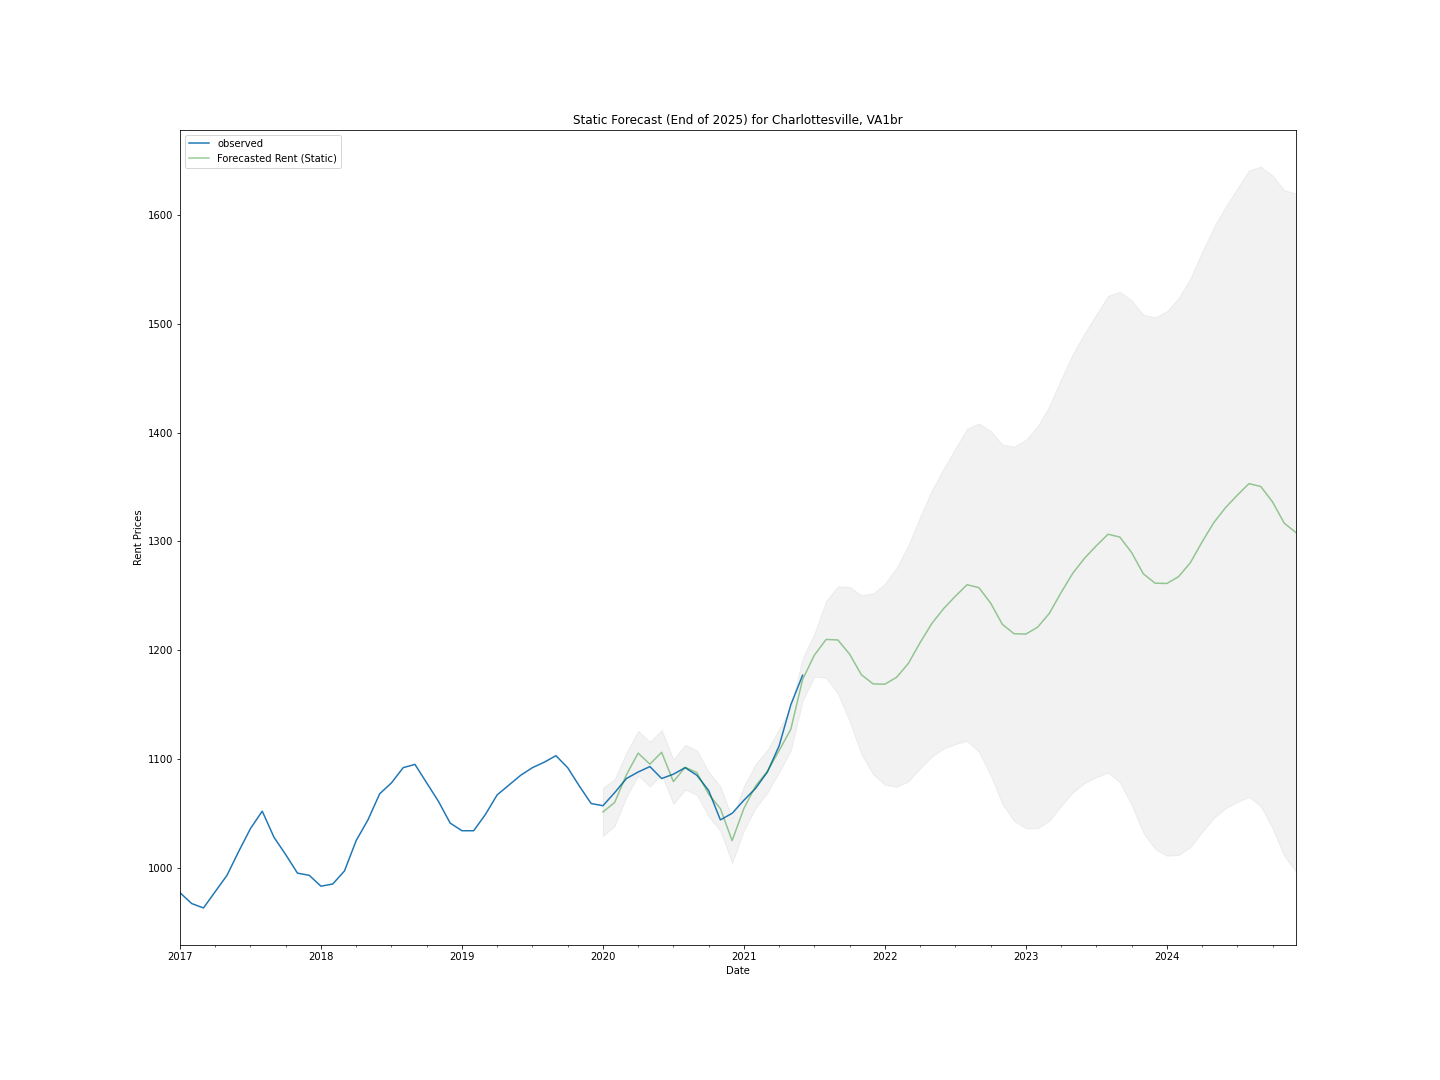 Static Forecast (End of 2025) for Charlottesville, VA1br
observed
Forecasted Rent (Static)
1600
1500
1400
1300
1200
1100
1000
Rent Prices
2017 2018 2019 2020 2021 2022 2023 2024
Date